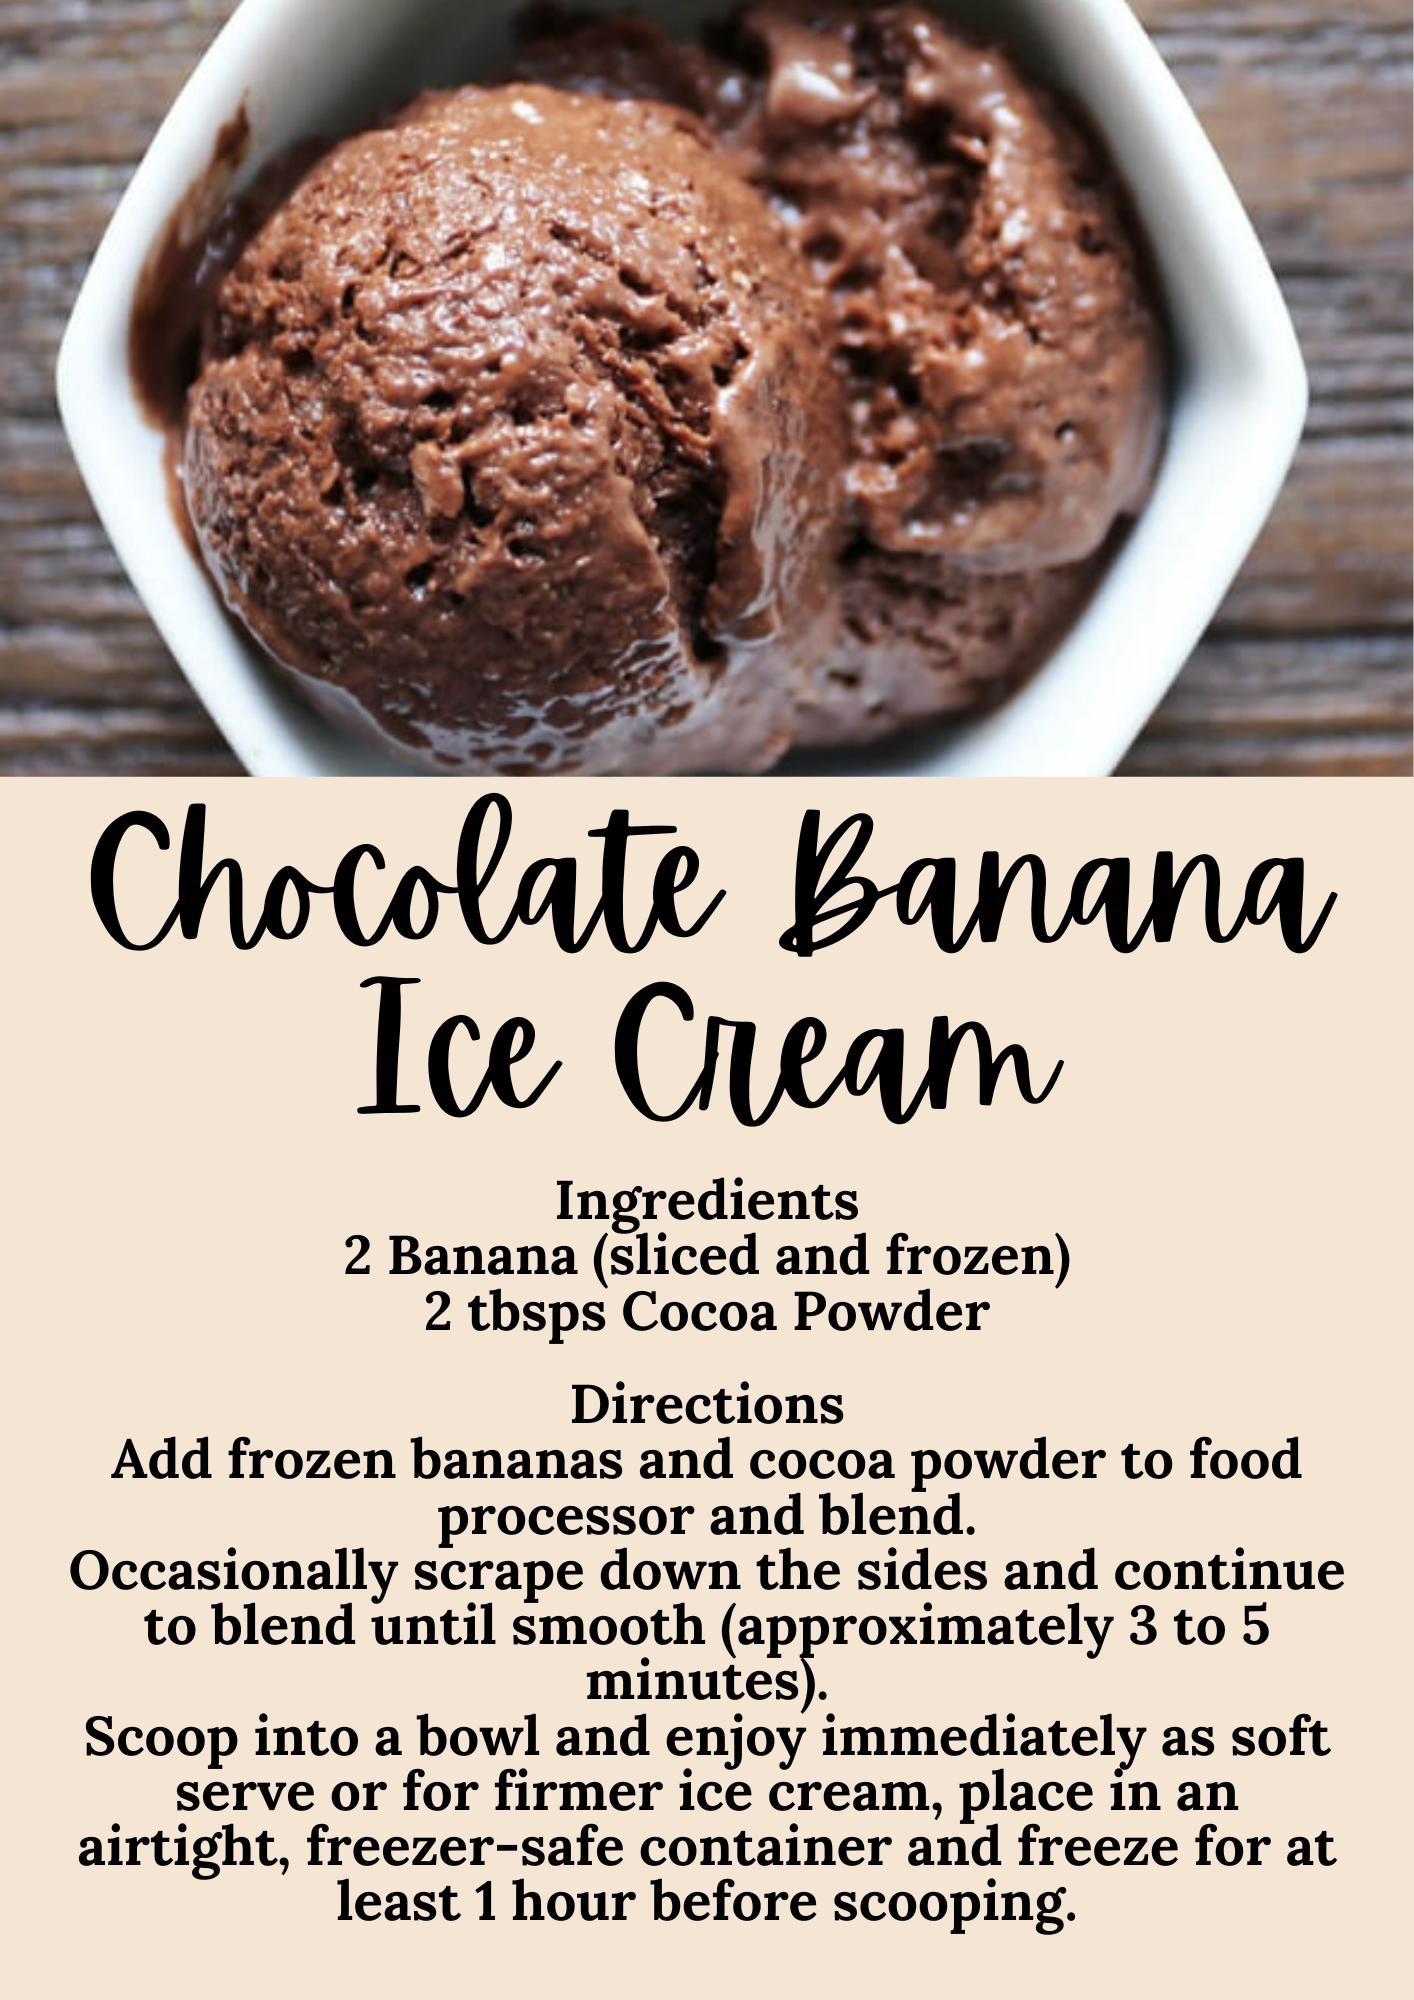 Chocolate Banana
Ice Cream
Ingredients
2 Banana (sliced and frozen)
2 tbsps Cocoa Powder
Directions
Add frozen bananas and cocoa powder to food
processor and blend.
Occasionally scrape down the sides and continue
to blend until smooth (approximately 3 to 5
minutes).
Scoop into a bowl and enjoy immediately as soft
serve or for firmer ice cream, place in an
airtight, freezer-safe container and freeze for at
least 1 hour before scooping.